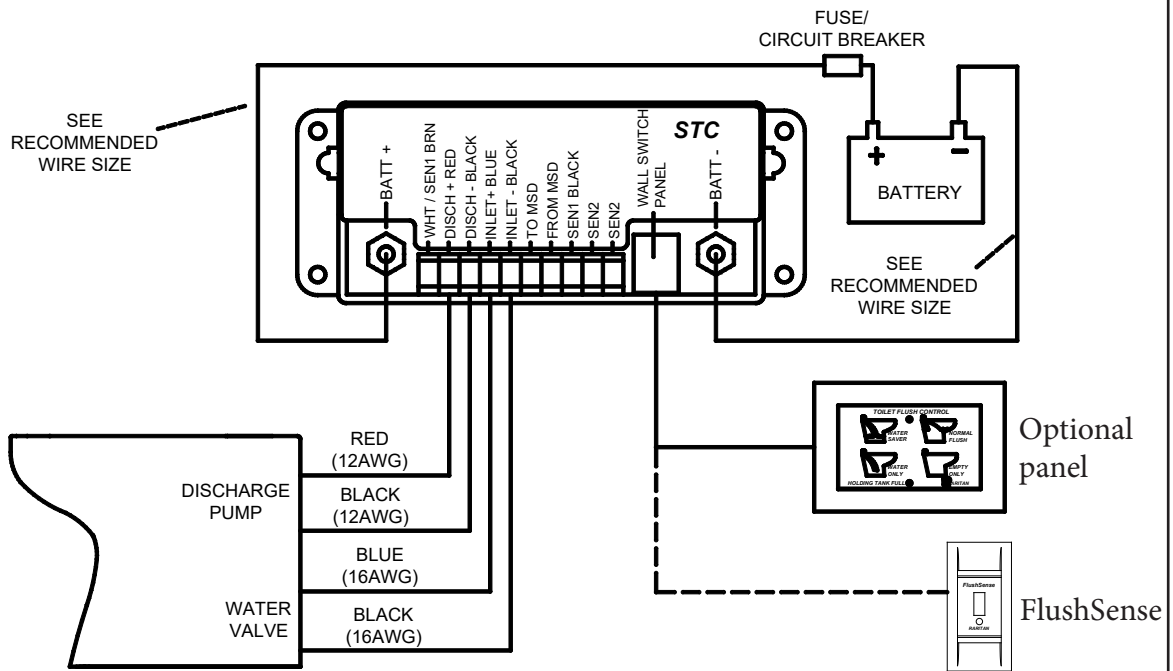 FUSE/
CIRCUIT BREAKER
SEE
RECOMMENDED
WIRE SIZE
STC
BATT +
WHT / SEN1 BRN
DISCH + RED
DISCH - BLACK
INLET+ BLUE
INLET - BLACK
TO MSD
FROM MSD
SEN1 BLACK
SEN2
SEN2
WALL SWITCH
PANEL
BATT -
+ −
BATTERY
SEE
RECOMMENDED
WIRE SIZE
RED
(12AWG)
DISCHARGE
PUMP
BLACK
(12AWG)
BLUE
(16AWG)
WATER
VALVE
BLACK
(16AWG)
TOILET FLUSH CONTROL
WATER
SAVER
NORMAL
FLUSH
WATER
ONLY
EMPTY
ONLY
HOLDING TANK FULL
RARITAN
Optional
panel
FlushSense
RARITAN
FlushSense